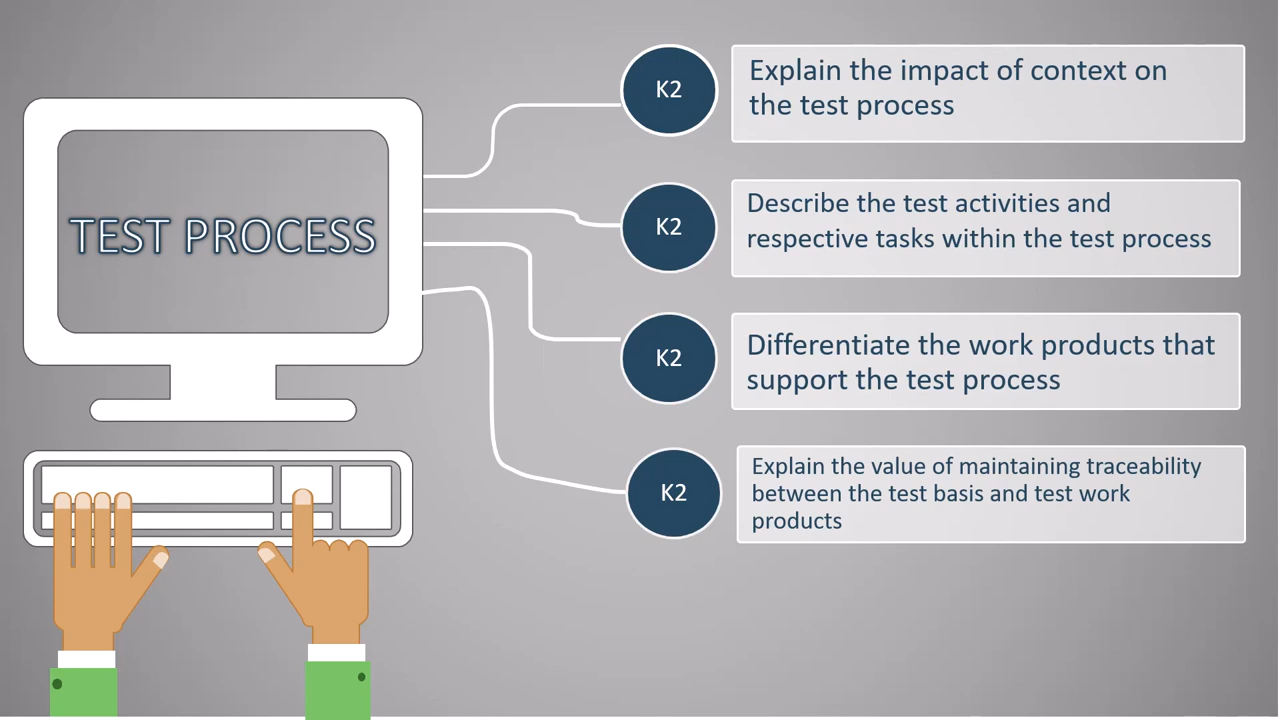 TEST PROCESS
K2
Explain the impact of context on
the test process
K2
Describe the test activities and
respective tasks within the test process
K2
Differentiate the work products that
support the test process
K2
Explain the value of maintaining traceability
between the test basis and test work
products